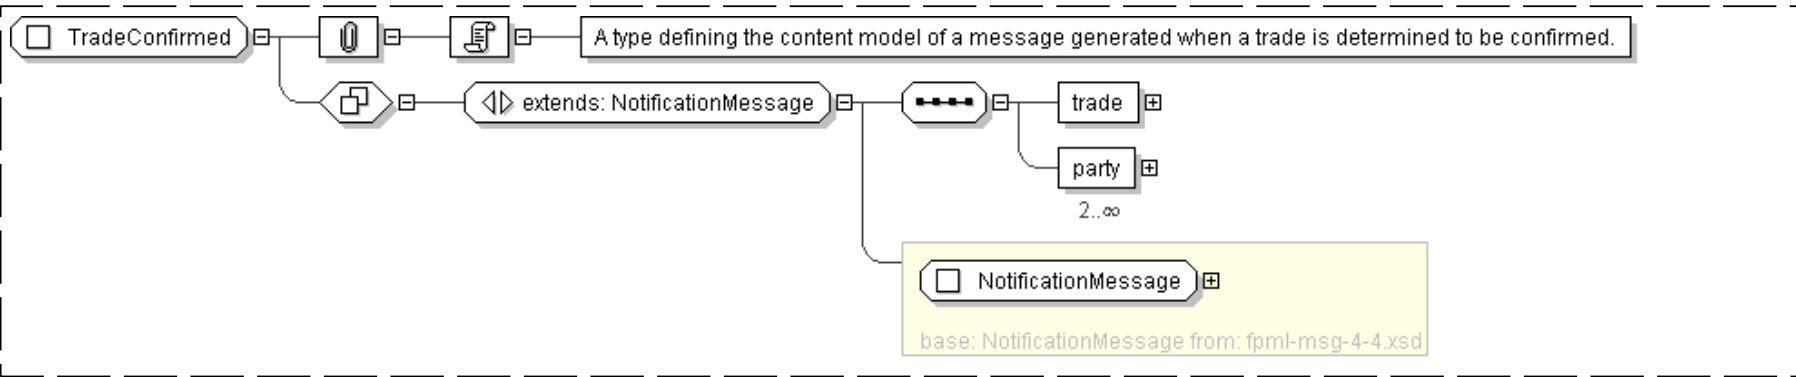 TradeConfirmed
A type defining the content model of a message generated when a trade is determined to be confirmed.
extends: NotificationMessage
trade
party
2..∞
NotificationMessage
base: NotificationMessage from: fpml-msg-4-4.xsd